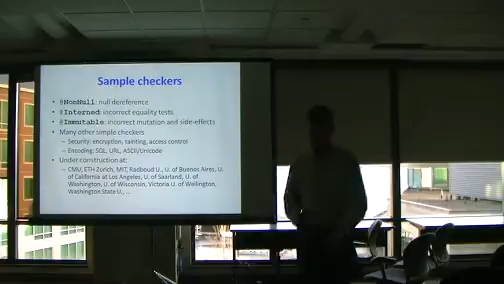 Sample checkers
• @NonNull: null dereference
• @Interned: incorrect equality tests
• @Immutable: incorrect mutation and side-effects
• Many other simple checkers
– Security: encryption, tainting, access control
– Encoding: SQL, URL, ASCII/Unicode
• Under construction at:
– CMU, ETH Zurich, MIT, Radboud U., U. of Buenos Aires, U.
of California at Los Angeles, U. of Saarland, U. of
Washington, U. of Wisconsin, Victoria U. of Wellington,
Washington State U., ...